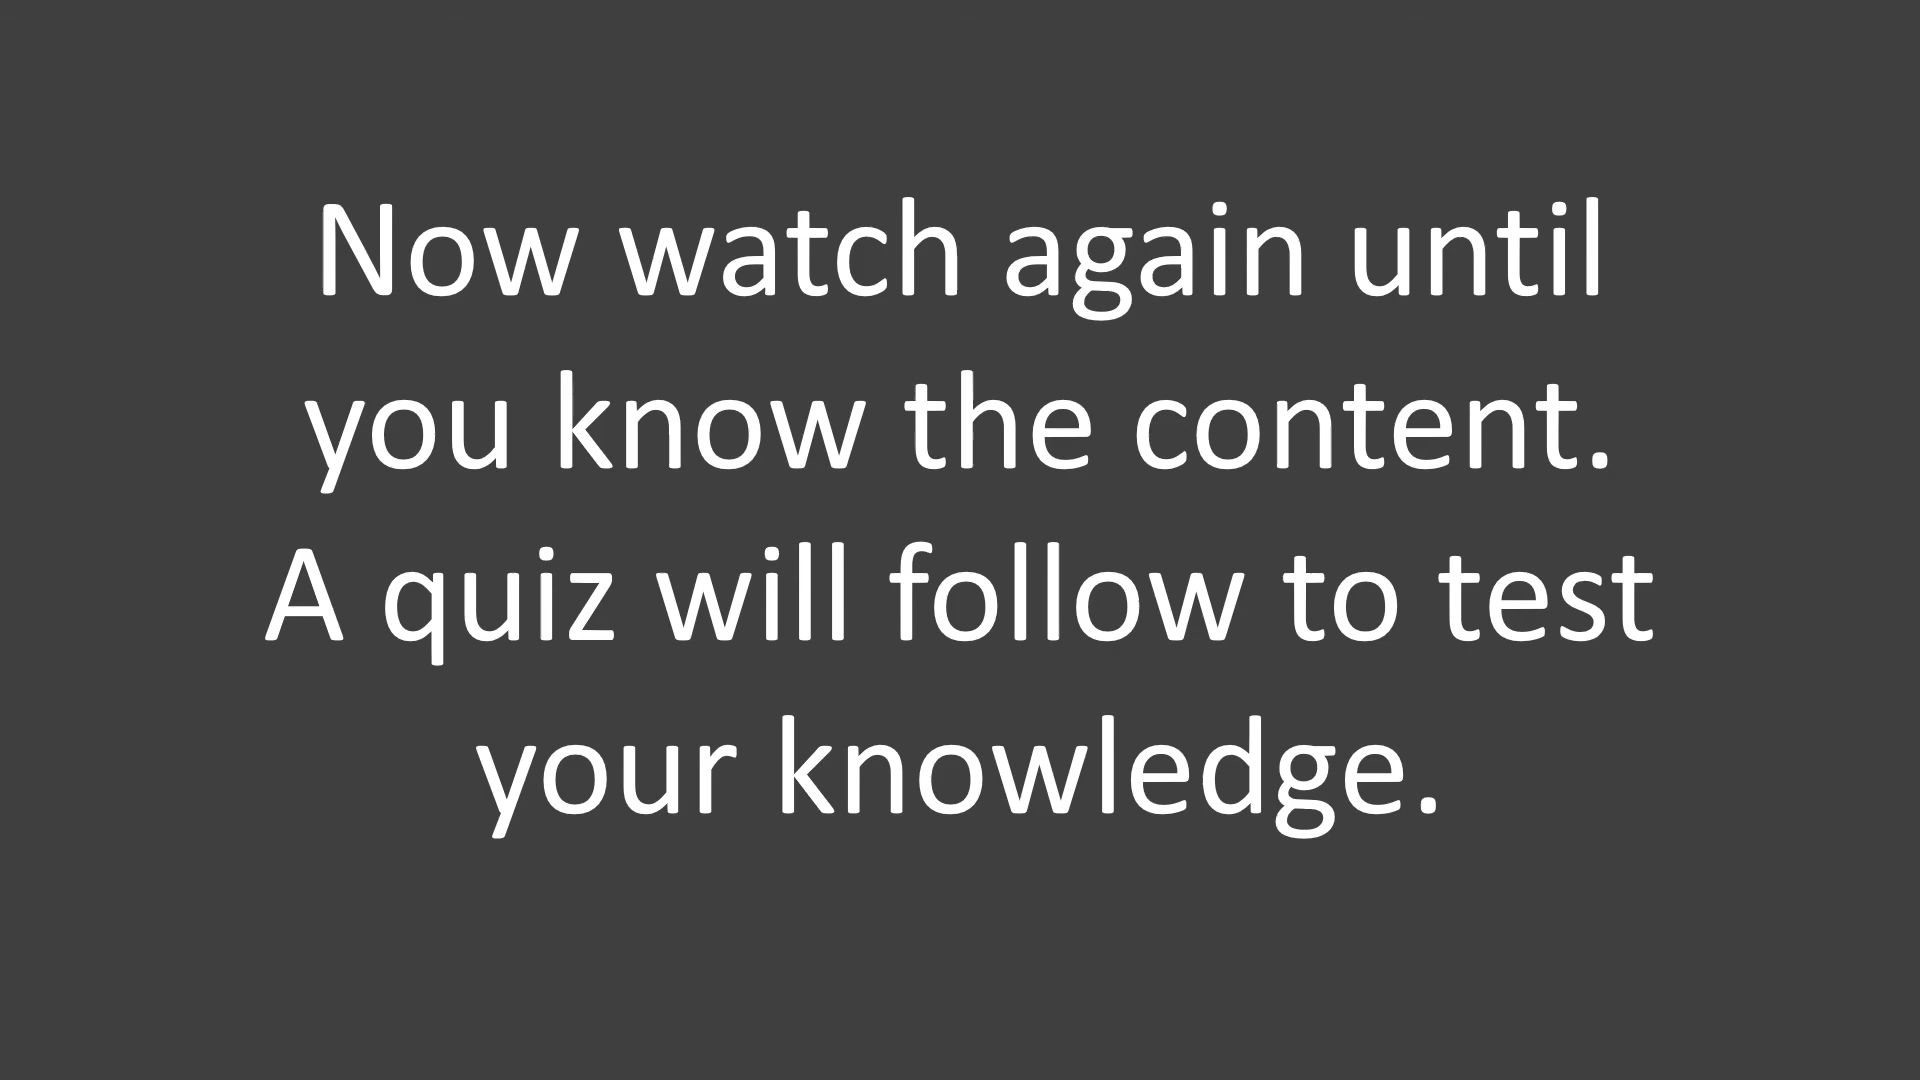 Now watch again until
you know the content.
A quiz will follow to test
your knowledge.